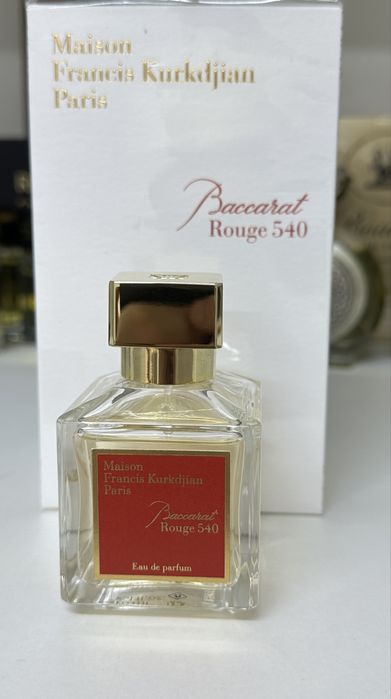 Maison
Francis Kurkdjian
Paris
Baccarat
Rouge 540
Maison
Francis Kurkdjian
Paris
Baccarat
Rouge 540
Eau de parfum